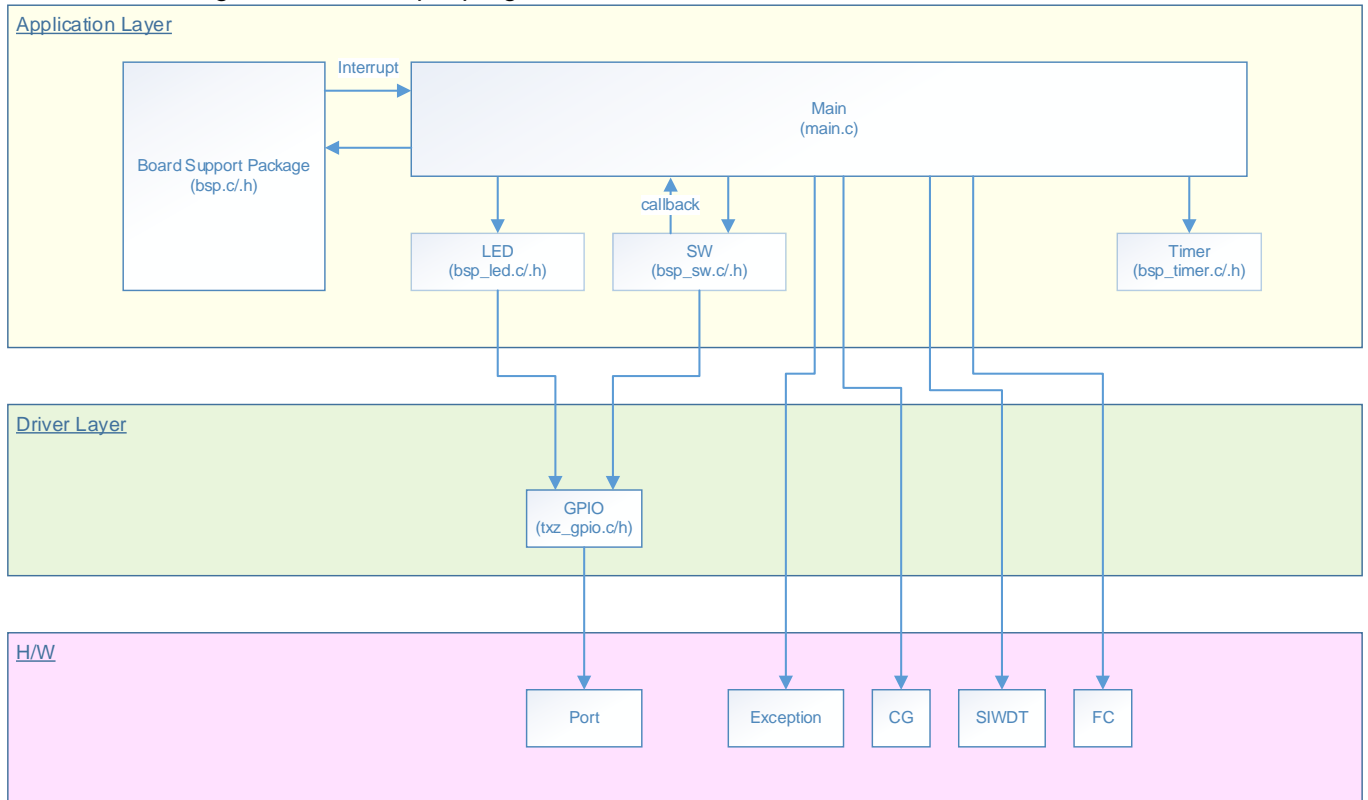 Application Layer
Interrupt
Main
(main.c)
Board Support Package
(bsp.c/.h)
callback
LED
(bsp_led.c/.h)
SW
(bsp_sw.c/.h)
Timer
(bsp_timer.c/.h)
Driver Layer
GPIO
(txz_gpio.c/h)
H/W
Port
Exception
CG
SIWDT
FC